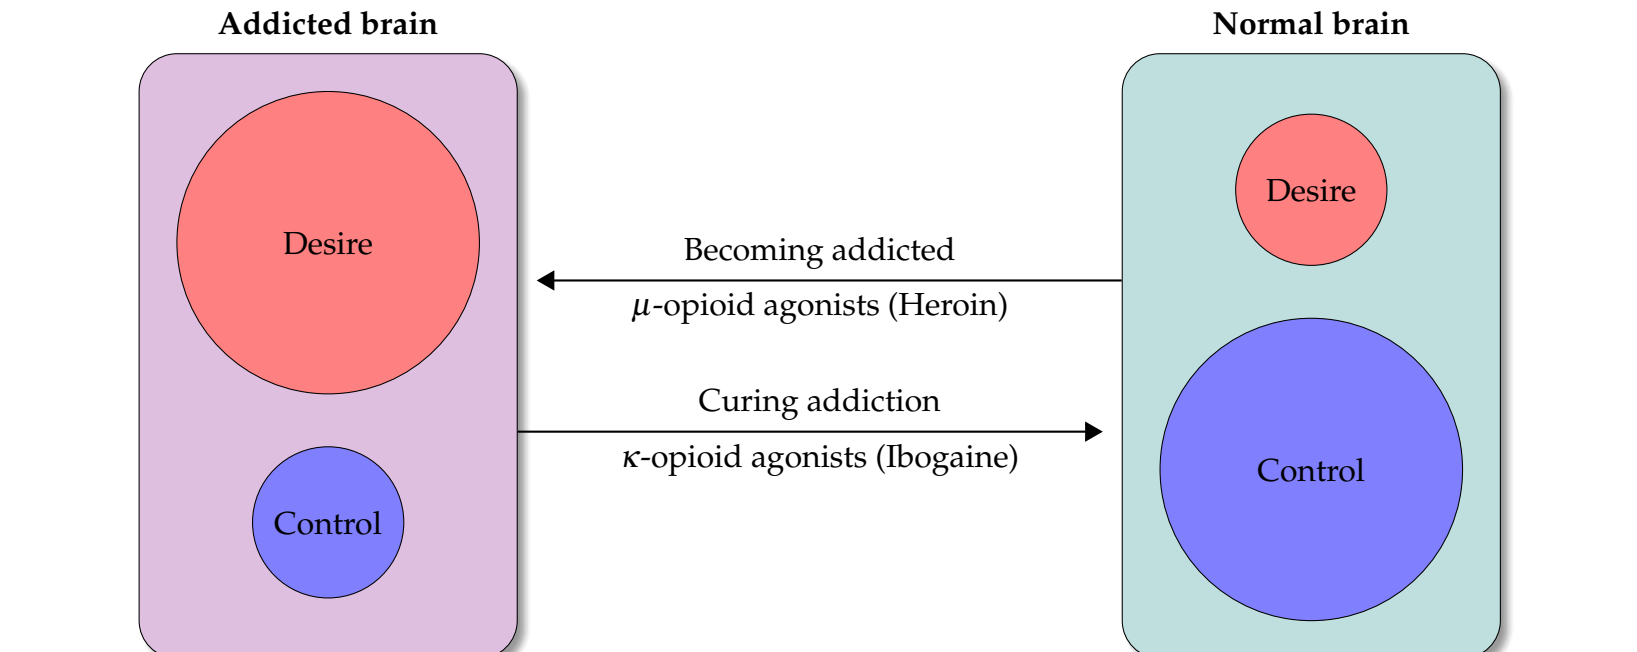 Addicted brain
Normal brain
Desire
Control
Becoming addicted
μ-opioid agonists (Heroin)
Curing addiction
κ-opioid agonists (Ibogaine)
Desire
Control